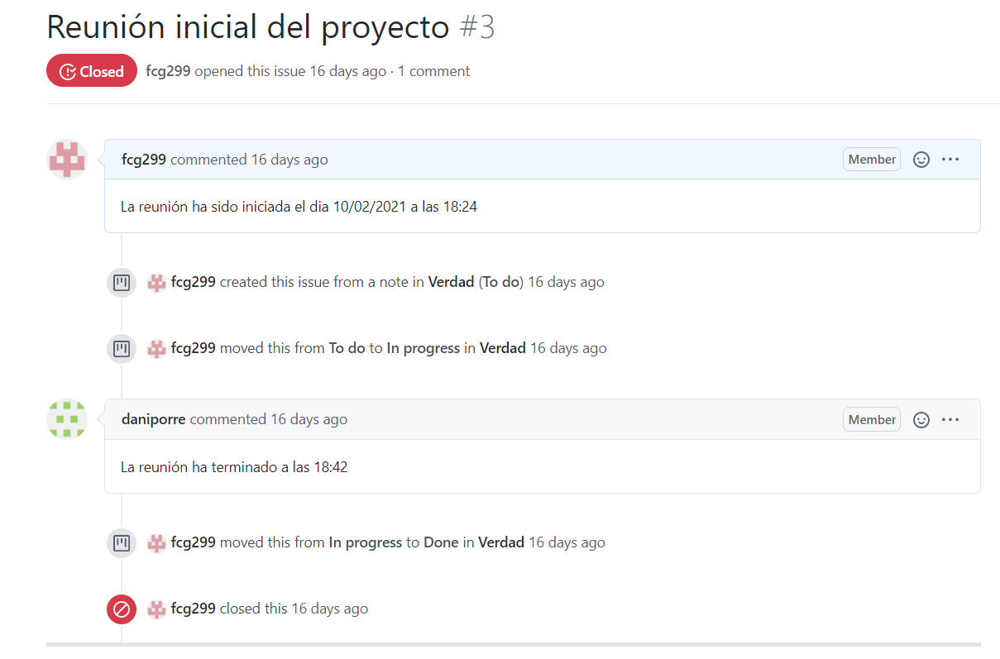 Reunión inicial del proyecto #3
Closed fcg299 opened this issue 16 days ago · 1 comment
fcg299 commented 16 days ago Member
La reunión ha sido iniciada el dia 10/02/2021 a las 18:24
fcg299 created this issue from a note in Verdad (To do) 16 days ago
fcg299 moved this from To do to In progress in Verdad 16 days ago
daniporre commented 16 days ago Member
La reunión ha terminado a las 18:42
fcg299 moved this from In progress to Done in Verdad 16 days ago
fcg299 closed this 16 days ago